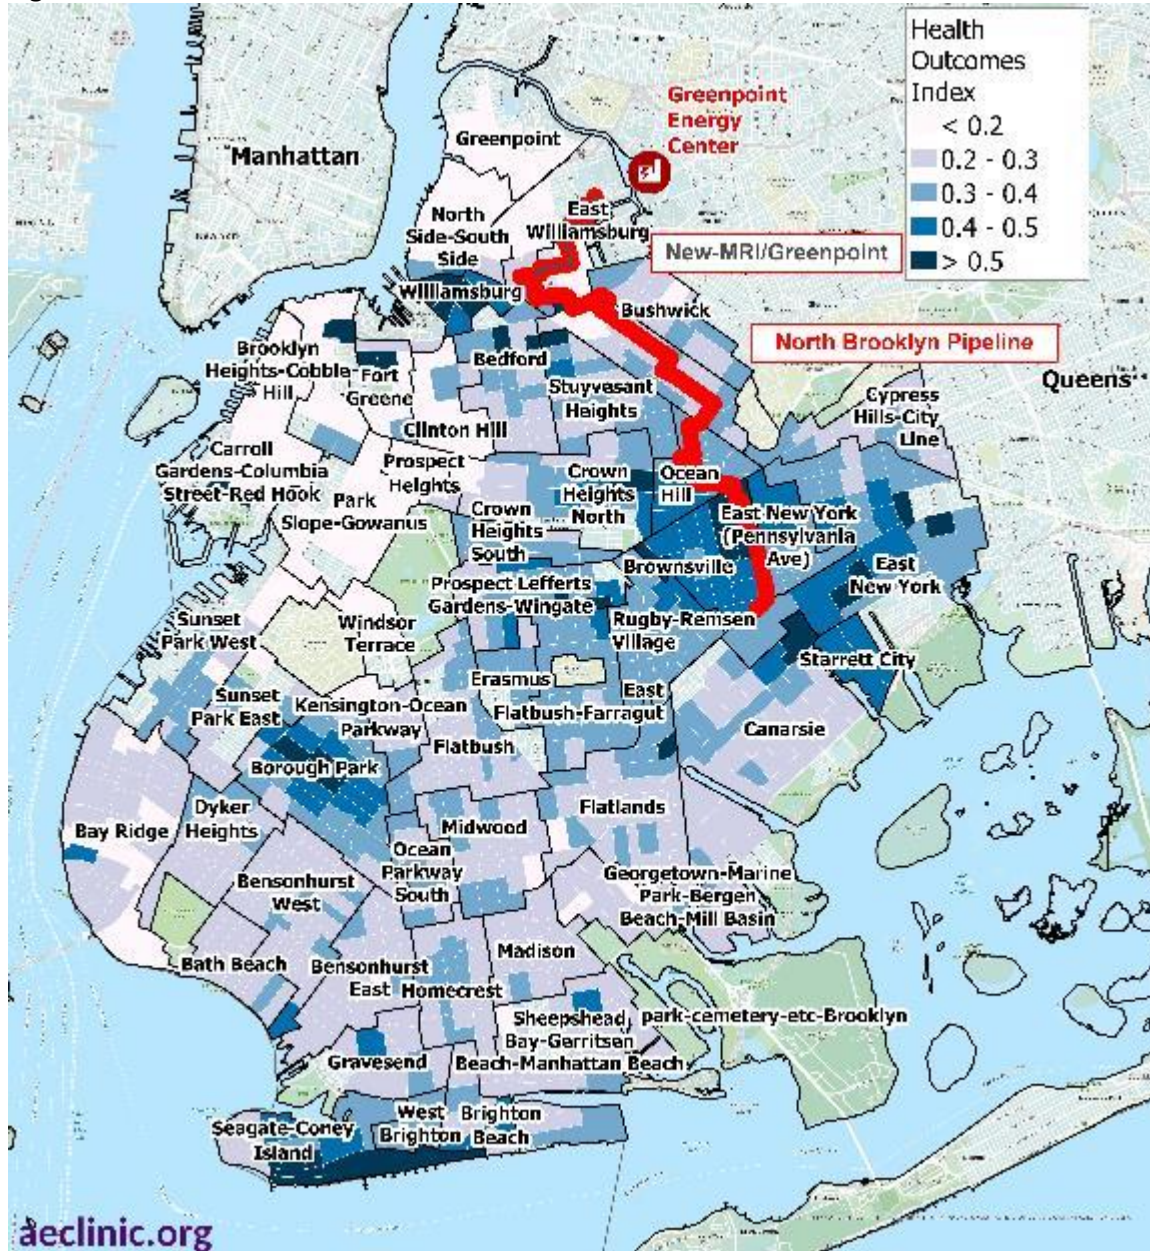 Health
Outcomes
Index
< 0.2
0.2 - 0.3
0.3 - 0.4
0.4 - 0.5
> 0.5
Greenpoint
Energy
Center
Manhattan
Greenpoint
North
Side-South
Side
East
Williamsburg
New-MRI/Greenpoint
Williamsburg
Bushwick
North Brooklyn Pipeline
Queens
Brooklyn
Heights-Cobble
Hill
Fort
Greene
Bedford
Stuyvesant
Heights
Cypress
Hills-City
Line
Clinton Hill
Carroll
Gardens-Columbia
Street-Red Hook
Prospect
Heights
Park
Slope-Gowanus
Crown
Heights
North
Ocean
Hill
Crown
Heights
South
East New York
(Pennsylvania
Ave)
Brownsville
East
New York
Prospect Lefferts
Gardens-Wingate
Rugby-Remsen
Village
Sunset
Park West
Windsor
Terrace
Starrett City
Erasmus
East
Flatbush-Farragut
Sunset
Park East
Kensington-Ocean
Parkway
Flatbush
Canarsie
Borough Park
Dyker
Heights
Bay Ridge
Midwood
Flatlands
Ocean
Parkway
South
Georgetown-Marine
Park-Bergen
Beach-Mill Basin
Bensonhurst
West
Madison
Bath Beach
Bensonhurst
East
Homecrest
Sheepshead
Bay-Gerritsen
Beach-Manhattan Beach
park-cemetery-etc-Brooklyn
Gravesend
West
Brighton
Brighton
Beach
Seagate-Coney
Island
aeclinic.org